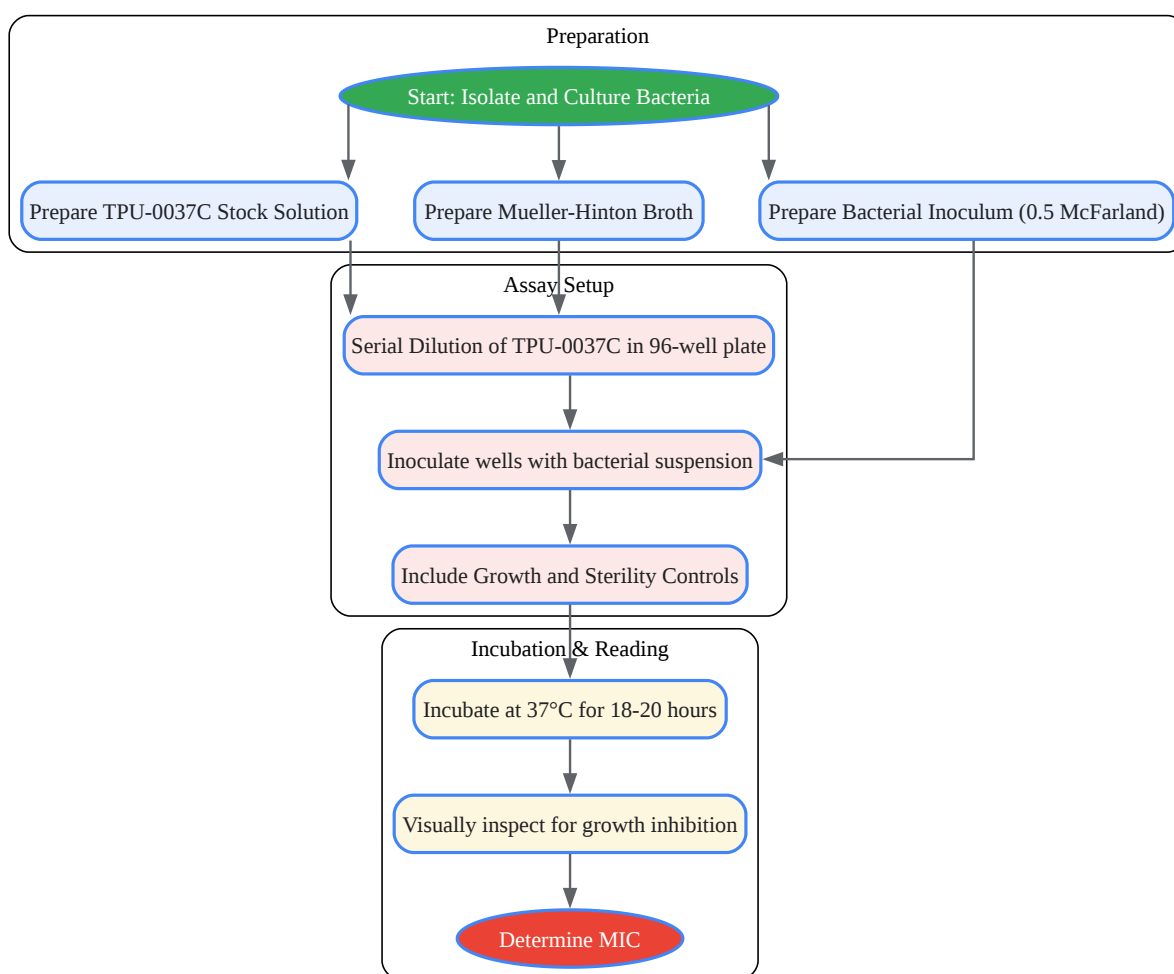 Preparation
Start: Isolate and Culture Bacteria
Prepare TPU-0037C Stock Solution
Prepare Mueller-Hinton Broth
Prepare Bacterial Inoculum (0.5 McFarland)
Assay Setup
Serial Dilution of TPU-0037C in 96-well plate
Inoculate wells with bacterial suspension
Include Growth and Sterility Controls
Incubation & Reading
Incubate at 37°C for 18-20 hours
Visually inspect for growth inhibition
Determine MIC